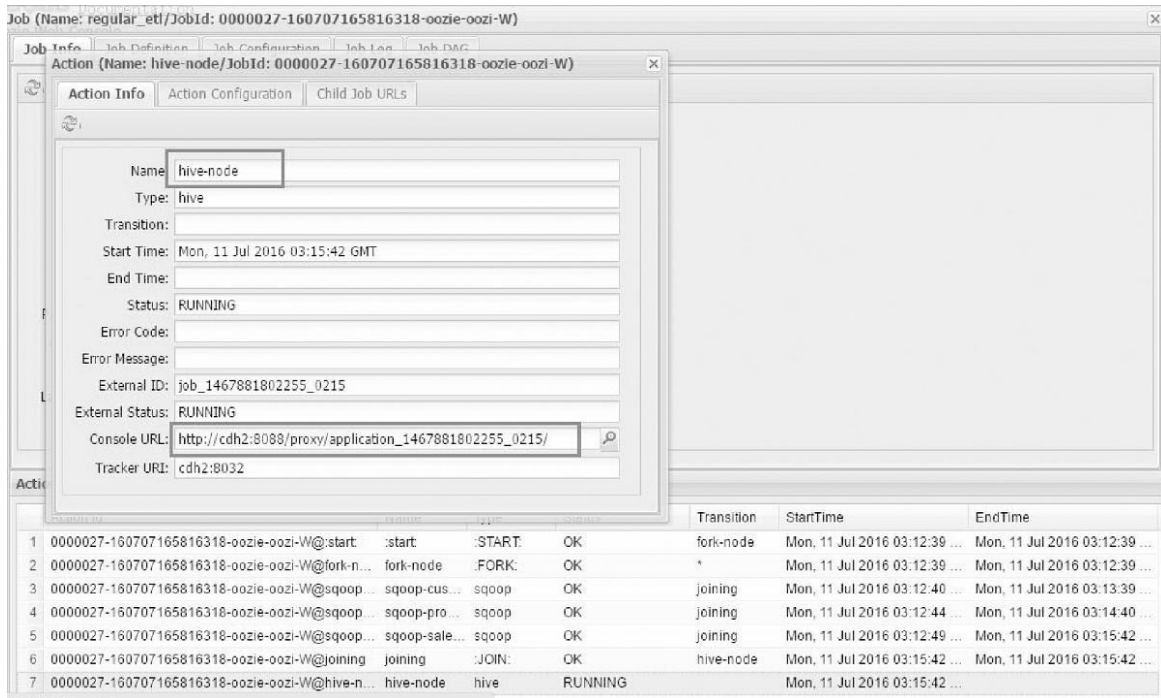 Job (Name: regular_etl/JobId: 0000027-160707165816318-oozie-oozi-W)
Job Info Job Definition Job Configuration Job Log Job DAG
Action (Name: hive-node/JobId: 0000027-160707165816318-oozie-oozi-W)
Action Info Action Configuration Child Job URLs
Name hive-node
Type: hive
Transition:
Start Time: Mon, 11 Jul 2016 03:15:42 GMT
End Time:
Status: RUNNING
Error Code:
Error Message:
External ID: job_1467881802255_0215
External Status: RUNNING
Console URL: http://cdh2:8088/proxy/application_1467881802255_0215/
Tracker URI: cdh2:8032
Transition StartTime EndTime
1 0000027-160707165816318-oozie-oozi-W@:start: :start: :START: OK fork-node Mon, 11 Jul 2016 03:12:39 ... Mon, 11 Jul 2016 03:12:39 ...
2 0000027-160707165816318-oozie-oozi-W@fork-n... fork-node :FORK: OK * Mon, 11 Jul 2016 03:12:39 ... Mon, 11 Jul 2016 03:12:39 ...
3 0000027-160707165816318-oozie-oozi-W@sqoop... sqoop-cus... sqoop OK joining Mon, 11 Jul 2016 03:12:40 ... Mon, 11 Jul 2016 03:13:39 ...
4 0000027-160707165816318-oozie-oozi-W@sqoop... sqoop-pro... sqoop OK joining Mon, 11 Jul 2016 03:12:44 ... Mon, 11 Jul 2016 03:14:40 ...
5 0000027-160707165816318-oozie-oozi-W@sqoop... sqoop-sale... sqoop OK joining Mon, 11 Jul 2016 03:12:49 ... Mon, 11 Jul 2016 03:15:42 ...
6 0000027-160707165816318-oozie-oozi-W@joining joining :JOIN: OK hive-node Mon, 11 Jul 2016 03:15:42 ... Mon, 11 Jul 2016 03:15:42 ...
7 0000027-160707165816318-oozie-oozi-W@hive-n... hive-node hive RUNNING Mon, 11 Jul 2016 03:15:42 ...